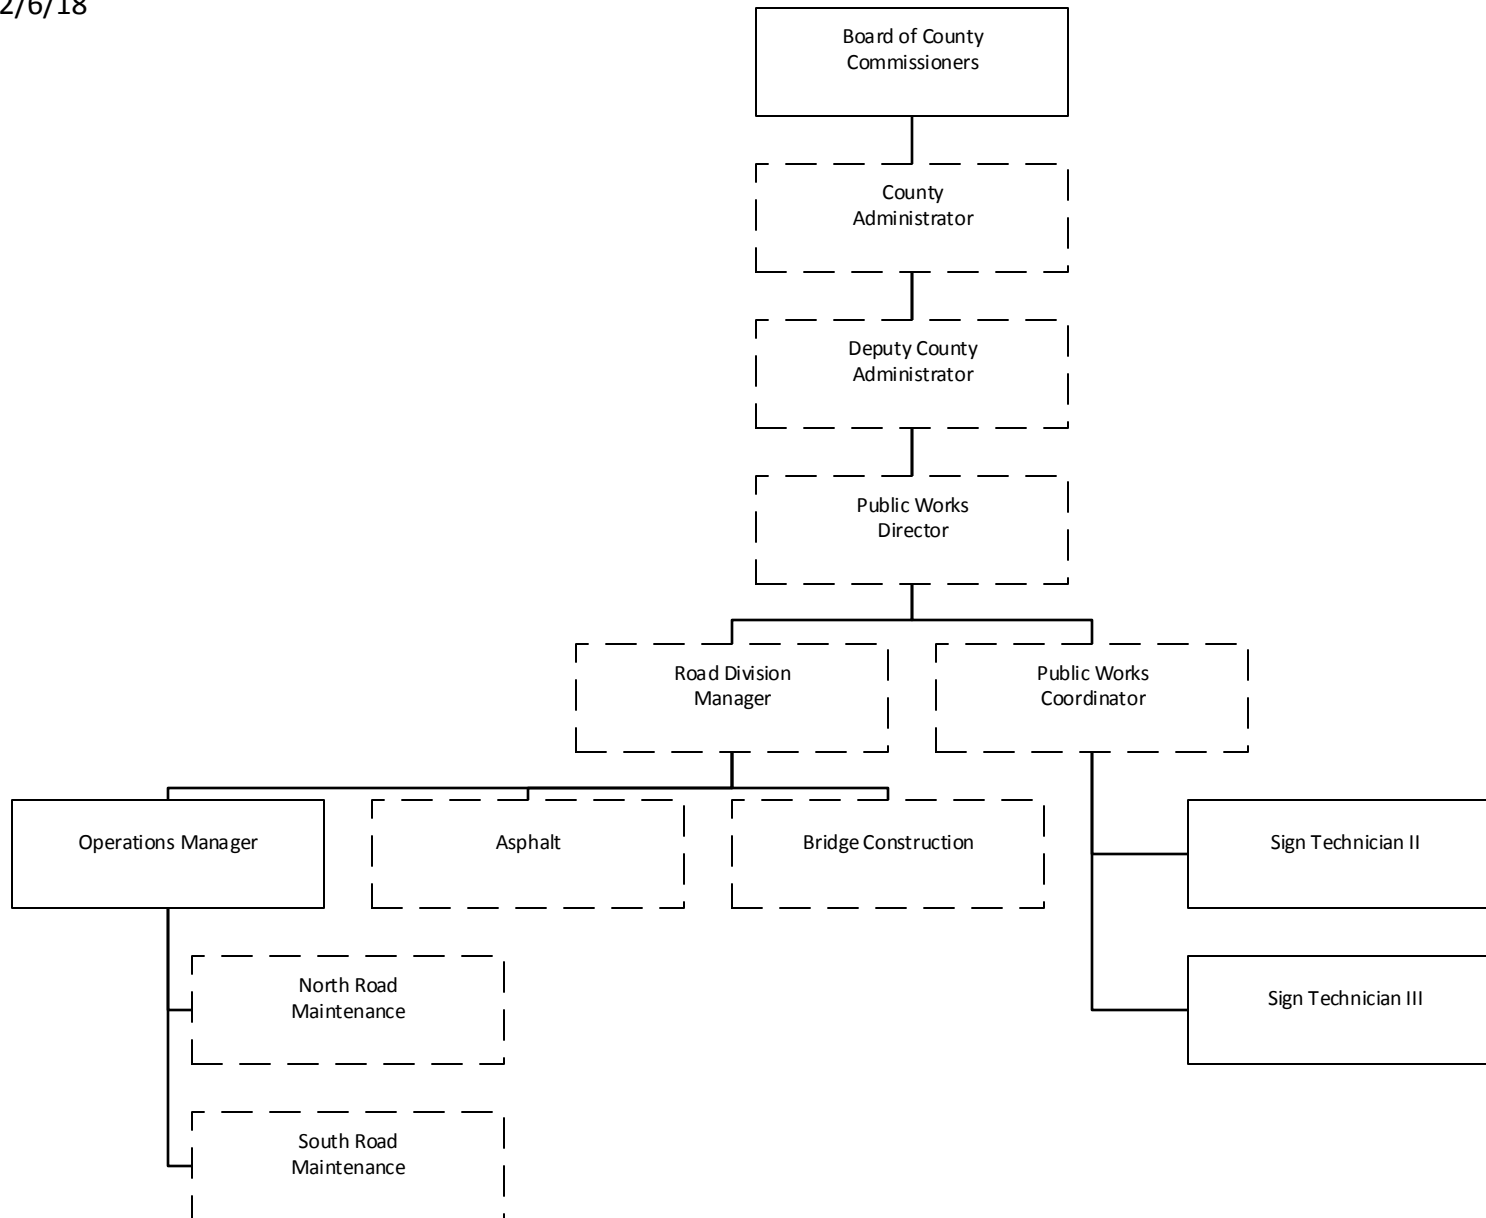 2/6/18
Board of County
Commissioners
County
Administrator
Deputy County
Administrator
Public Works
Director
Road Division
Manager
Public Works
Coordinator
Operations Manager
Asphalt
Bridge Construction
Sign Technician II
North Road
Maintenance
Sign Technician III
South Road
Maintenance